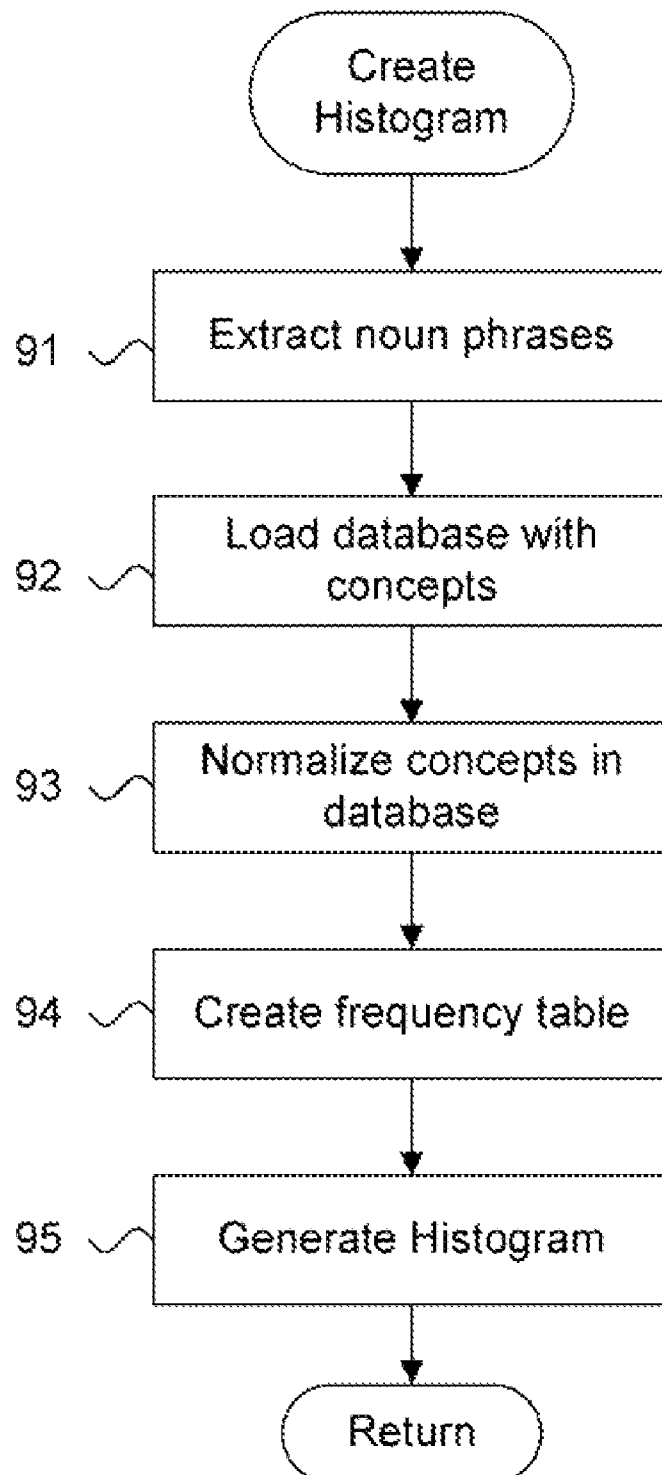 Create
Histogram
91 Extract noun phrases
92 Load database with
concepts
93 Normalize concepts in
database
94 Create frequency table
95 Generate Histogram
Return